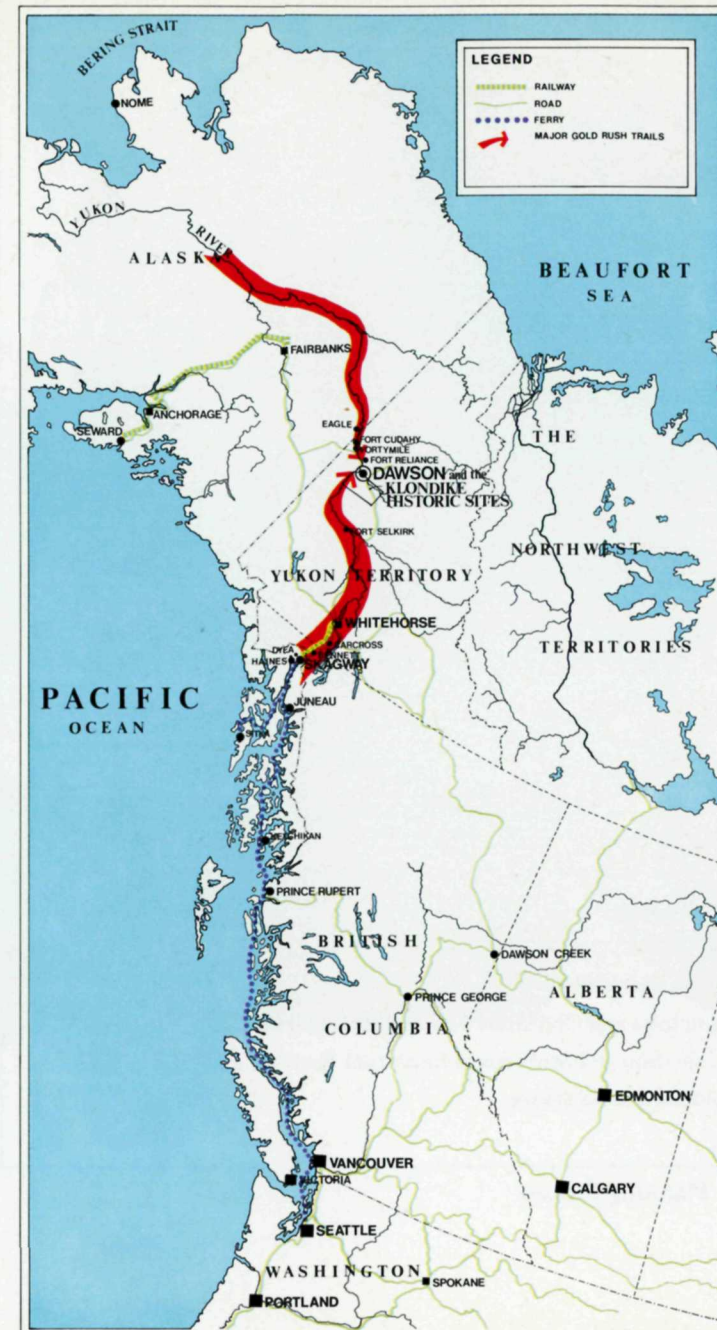 BERING STRAIT
NOME
LEGEND
RAILWAY
ROAD
FERRY
MAJOR GOLD RUSH TRAILS
YUKON
RIVER
ALASKA
BEAUFORT
SEA
FAIRBANKS
ANCHORAGE
SEWARD
EAGLE
FORT CUDAHY
FORTYMILE
FORT RELIANCE
DAWSON and the
KLONDIKE
HISTORIC SITES
THE
NORTHWEST
TERRITORIES
FORT SELKIRK
YUKON TERRITORY
WHITEHORSE
CARCROSS
BENNETT
DYEA
HAINES
SKAGWAY
JUNEAU
PACIFIC
OCEAN
SITKA
KETCHIKAN
PRINCE RUPERT
BRITISH
COLUMBIA
DAWSON CREEK
PRINCE GEORGE
ALBERTA
EDMONTON
VANCOUVER
VICTORIA
CALGARY
SEATTLE
WASHINGTON
SPOKANE
PORTLAND